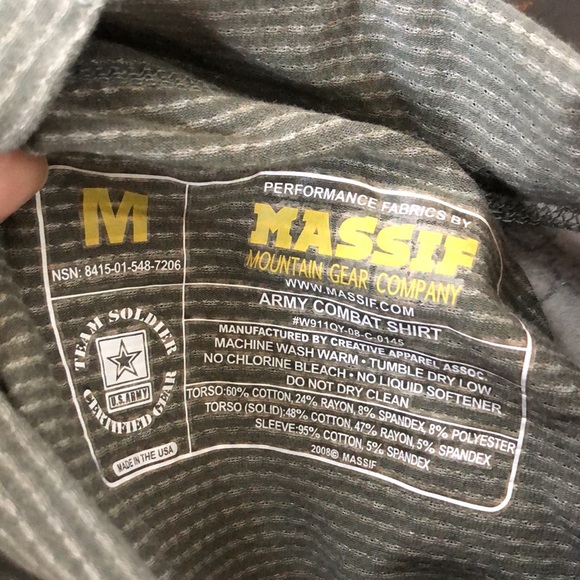 M
NSN: 8415-01-548-7206
TEAM SOLDIER
U.S.ARMY
CERTIFIED GEAR
MADE IN THE USA
PERFORMANCE FABRICS BY
MASSIF
MOUNTAIN GEAR COMPANY
WWW.MASSIF.COM
ARMY COMBAT SHIRT
#W911QY-08-C-0145
MANUFACTURED BY CREATIVE APPAREL ASSOC.
MACHINE WASH WARM • TUMBLE DRY LOW
NO CHLORINE BLEACH • NO LIQUID SOFTENER
DO NOT DRY CLEAN
TORSO:60% COTTON, 24% RAYON, 8% SPANDEX, 8% POLYESTER
TORSO (SOLID):48% COTTON, 47% RAYON, 5% SPANDEX
SLEEVE:95% COTTON, 5% SPANDEX
2008© MASSIF